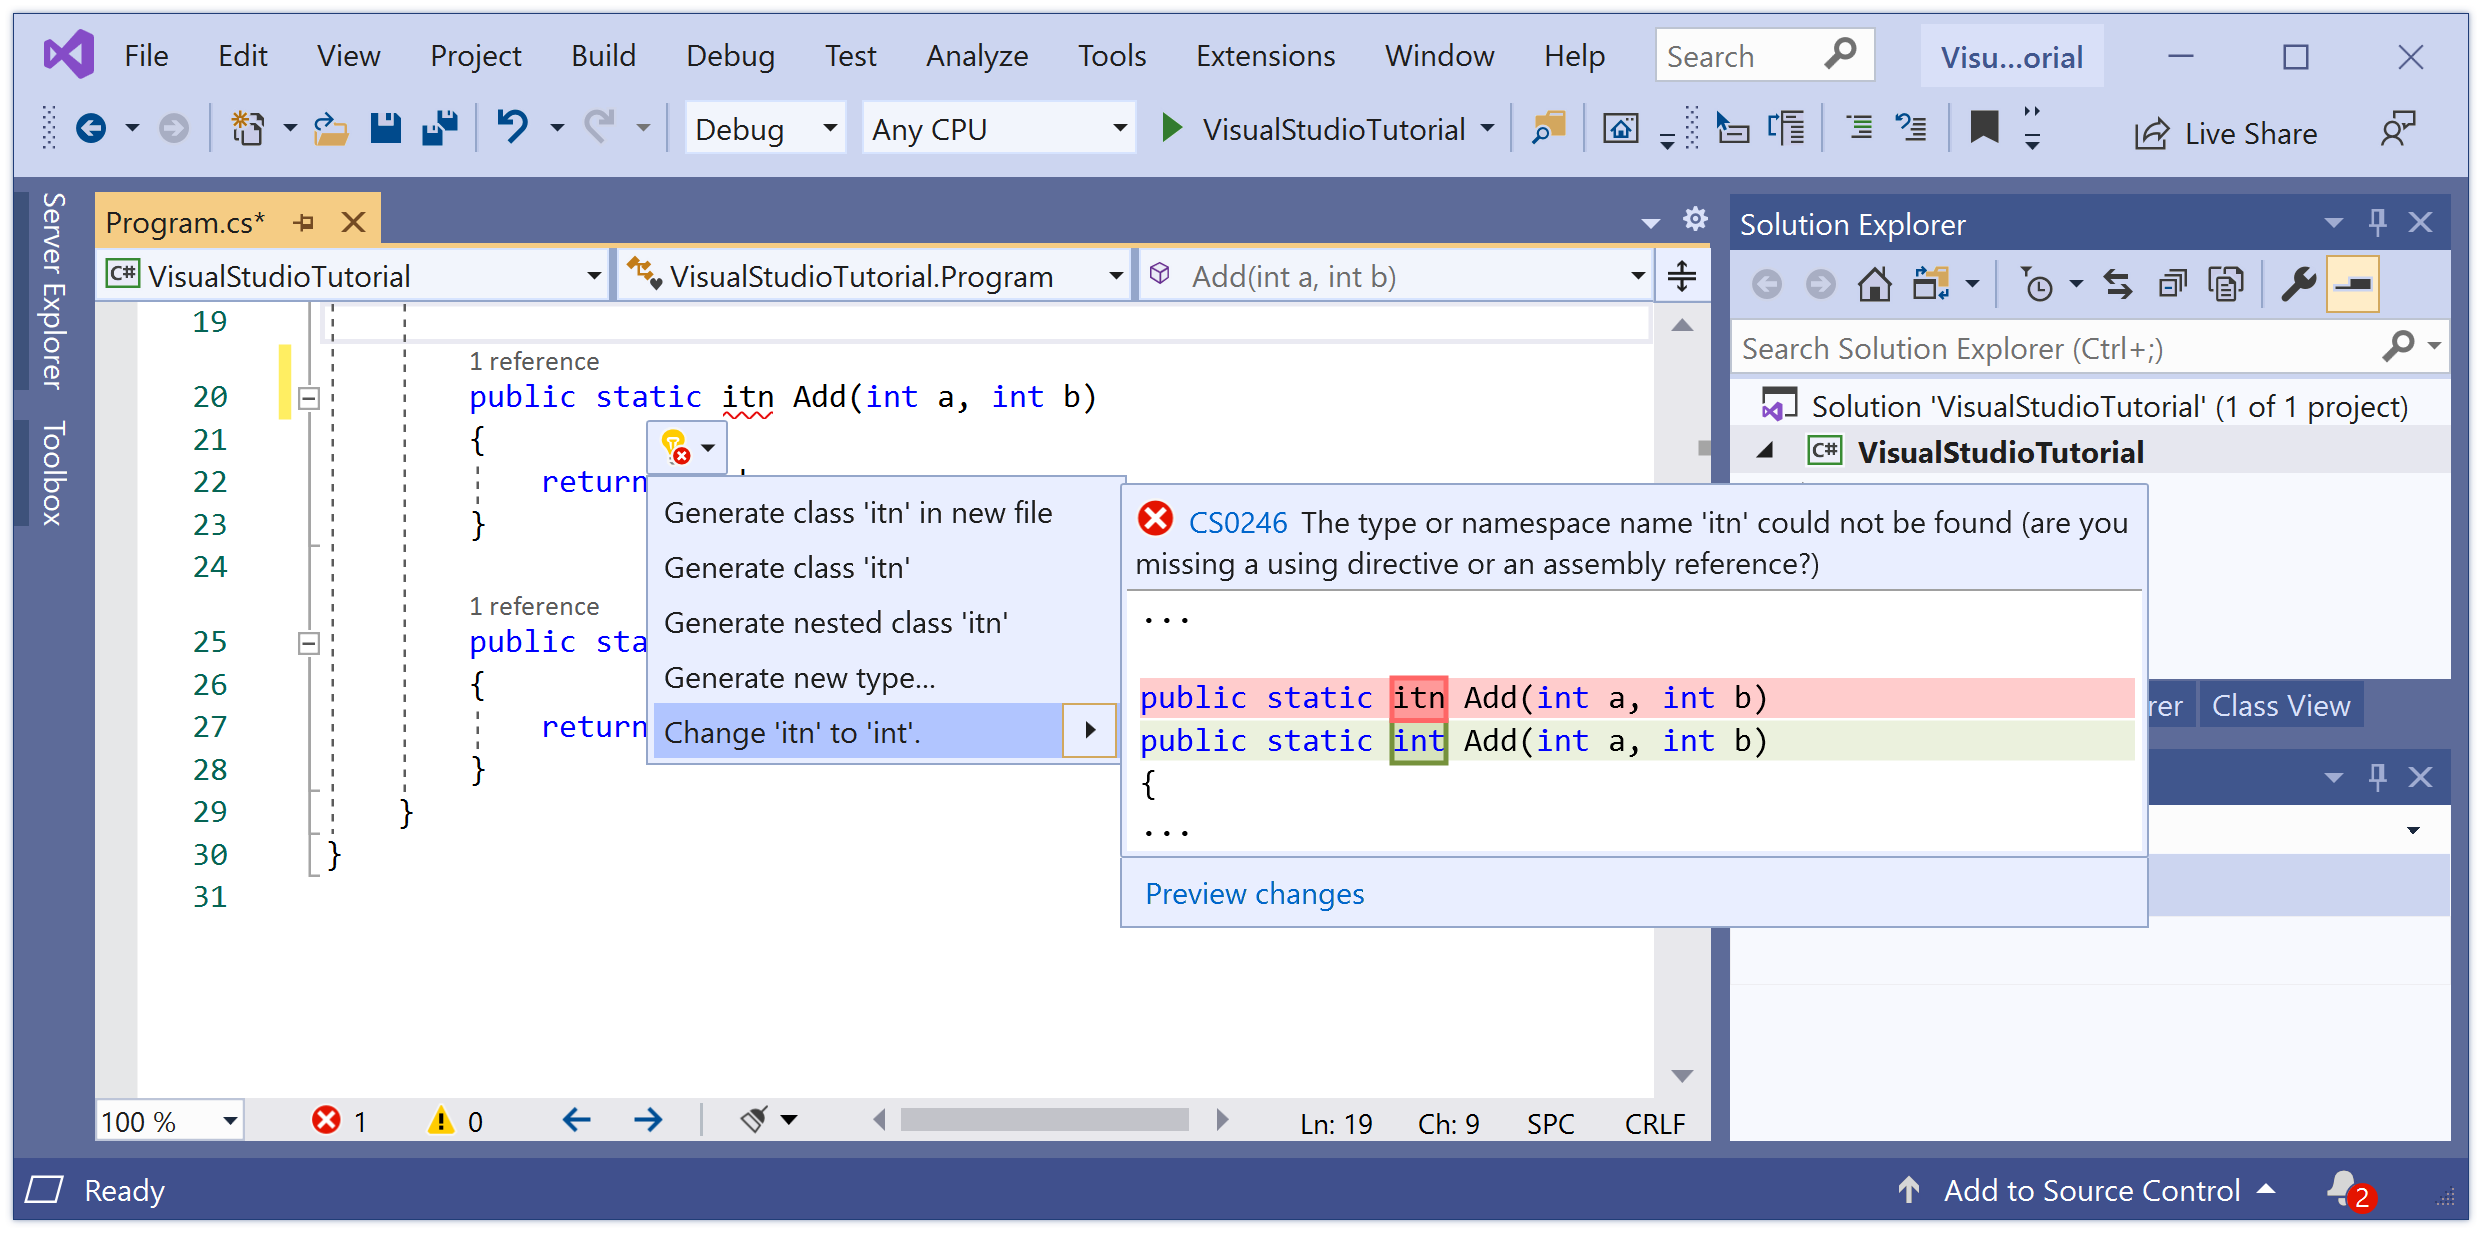 File Edit View Project Build Debug Test Analyze Tools Extensions Window Help Search Visu...orial
Debug Any CPU VisualStudioTutorial Live Share
Server Explorer
Toolbox
Program.cs*
VisualStudioTutorial VisualStudioTutorial.Program Add(int a, int b)
19
1 reference
20 public static itn Add(int a, int b)
21 {
22 return
23 }
24
1 reference
25 public sta
26 {
27 return
28 }
29 }
30 }
31
Generate class 'itn' in new file
Generate class 'itn'
Generate nested class 'itn'
Generate new type...
Change 'itn' to 'int'.
CS0246 The type or namespace name 'itn' could not be found (are you
missing a using directive or an assembly reference?)
...
public static itn Add(int a, int b)
public static int Add(int a, int b)
{
...
Preview changes
Solution Explorer
Search Solution Explorer (Ctrl+;)
Solution 'VisualStudioTutorial' (1 of 1 project)
C# VisualStudioTutorial
rer Class View
100 % 1 0 Ln: 19 Ch: 9 SPC CRLF
Ready Add to Source Control 2